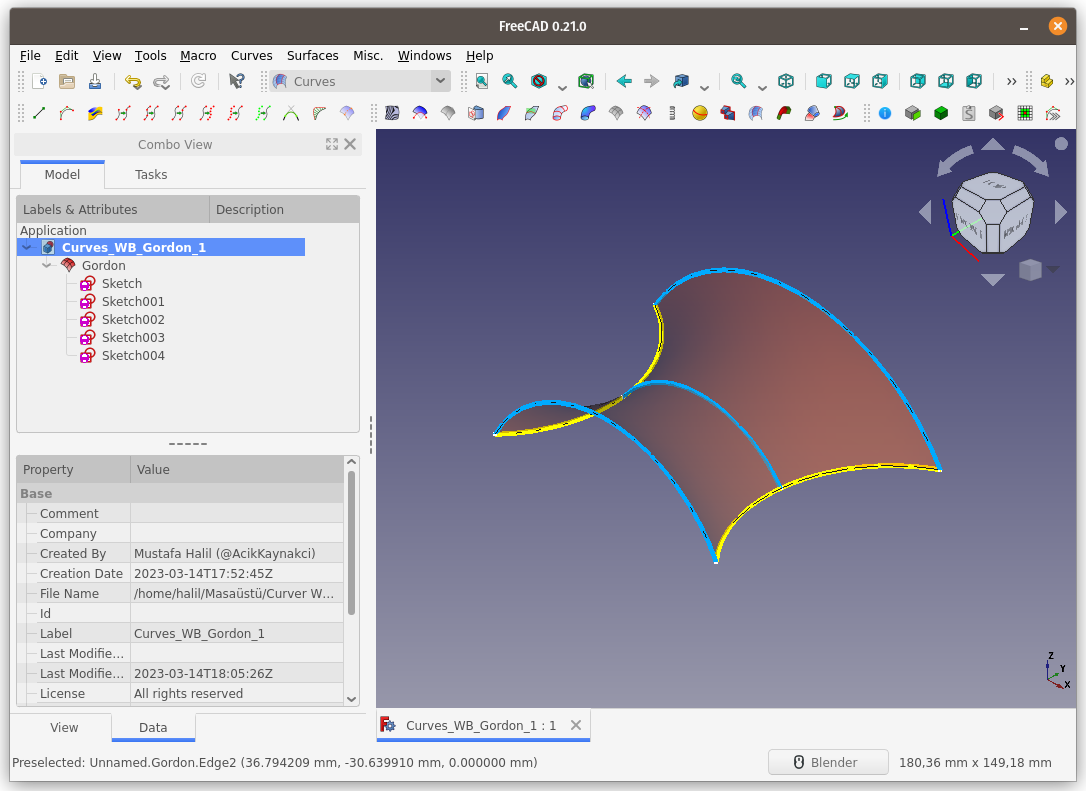 FreeCAD 0.21.0
File Edit View Tools Macro Curves Surfaces Misc. Windows Help
Curves
Combo View
Model Tasks
Labels & Attributes Description
Application
Curves_WB_Gordon_1
Gordon
Sketch
Sketch001
Sketch002
Sketch003
Sketch004
Property Value
Base
Comment
Company
Created By Mustafa Halil (@AcikKaynakci)
Creation Date 2023-03-14T17:52:45Z
File Name /home/halil/Masaüstü/Curver W...
Id
Label Curves_WB_Gordon_1
Last Modifie...
Last Modifie... 2023-03-14T18:05:26Z
License All rights reserved
View Data
Z
Y
X
Curves_WB_Gordon_1 : 1
Preselected: Unnamed.Gordon.Edge2 (36.794209 mm, -30.639910 mm, 0.000000 mm)
Blender
180,36 mm x 149,18 mm